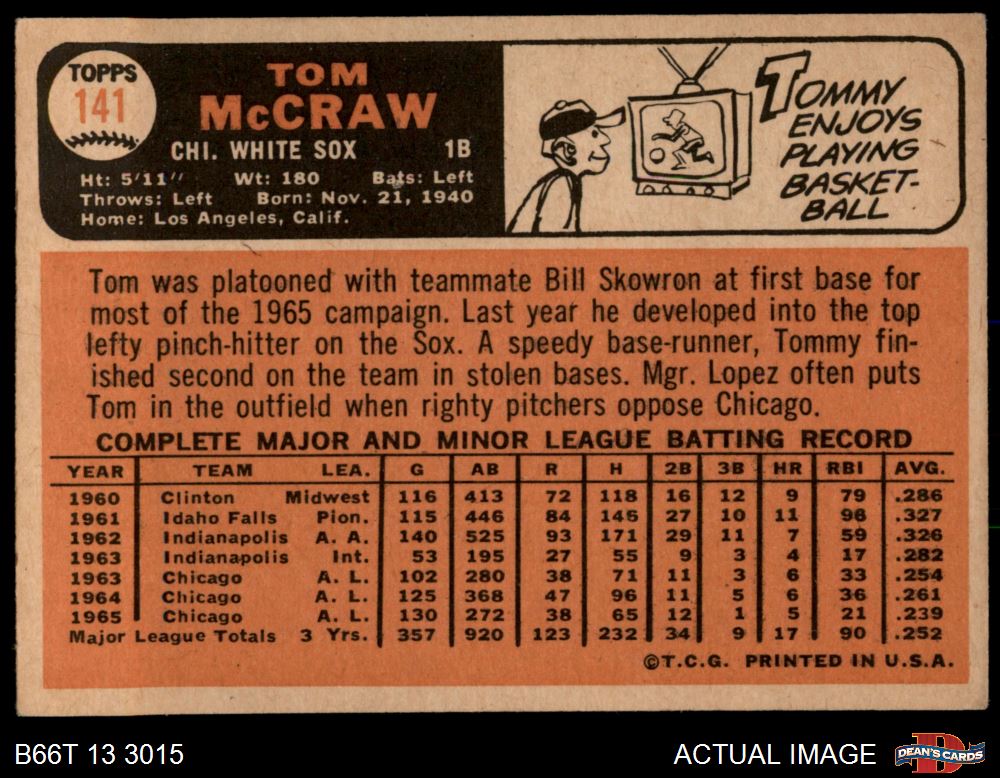 TOPPS
141
TOM
McCRAW
CHI. WHITE SOX 1B
Ht: 5'11" Wt: 180 Bats: Left
Throws: Left Born: Nov. 21, 1940
Home: Los Angeles, Calif.
TOMMY
ENJOYS
PLAYING
BASKET-
BALL
Tom was platooned with teammate Bill Skowron at first base for
most of the 1965 campaign. Last year he developed into the top
lefty pinch-hitter on the Sox. A speedy base-runner, Tommy fin-
ished second on the team in stolen bases. Mgr. Lopez often puts
Tom in the outfield when righty pitchers oppose Chicago.
COMPLETE MAJOR AND MINOR LEAGUE BATTING RECORD
YEAR TEAM LEA. G AB R H 2B 3B HR RBI AVG.
1960 Clinton Midwest 116 413 72 118 16 12 9 79 .286
1961 Idaho Falls Pion. 115 446 84 146 27 10 11 96 .327
1962 Indianapolis A. A. 140 525 93 171 29 11 7 59 .326
1963 Indianapolis Int. 53 195 27 55 9 3 4 17 .282
1963 Chicago A. L. 102 280 38 71 11 3 6 33 .254
1964 Chicago A. L. 125 368 47 96 11 5 6 36 .261
1965 Chicago A. L. 130 272 38 65 12 1 5 21 .239
Major League Totals 3 Yrs. 357 920 123 232 34 9 17 90 .252
©T.C.G. PRINTED IN U.S.A.
B66T 13 3015
ACTUAL IMAGE
DEAN'S CARDS